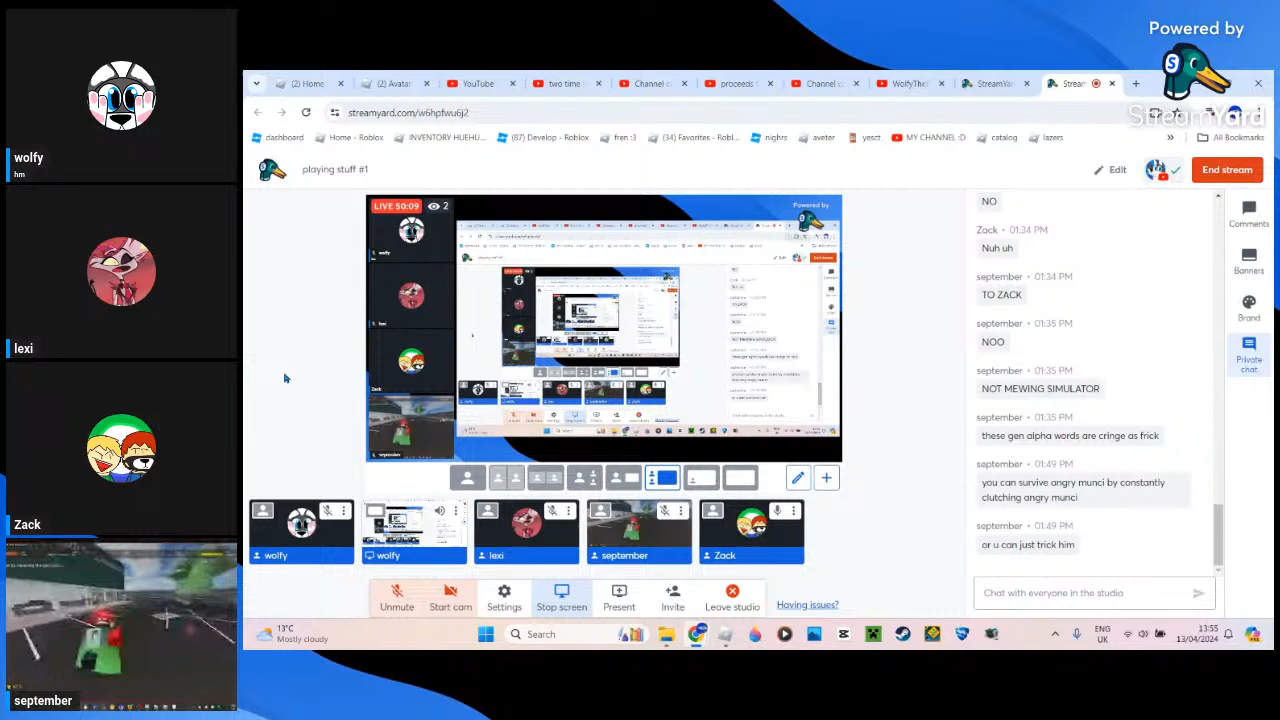 Powered by
StreamYard
wolfy
hm
lexi
Zack
september
(2) Home
(2) Avatar
YouTube
two time
Channel c
proceeds t
Channel c
WolfyThe
StreamYar
Stream
streamyard.com/w6hpfwu6j2
dashboard
Home - Roblox
INVENTORY HUEHU...
(87) Develop - Roblox
fren :3
(34) Favorites - Robl...
nighrs
aveter
yesct
MY CHANNEL :D
catalog
lazers
All Bookmarks
playing stuff #1
Edit
End stream
LIVE 50:09
2
Powered by
wolfy
lexi
Zack
september
NO
Zack 01:34 PM
Nuh uh
september 01:34 PM
TO ZACK
september 01:35 PM
NOO
september 01:35 PM
NOT MEWING SIMULATOR
september 01:35 PM
these gen alpha words are cringe as frick
september 01:49 PM
you can survive angry munci by constantly
clutching angry munci
september 01:49 PM
or u can just trick him
Chat with everyone in the studio
Comments
Banners
Brand
Private
chat
wolfy
wolfy
lexi
september
Zack
Unmute
Start cam
Settings
Stop screen
Present
Invite
Leave studio
Having issues?
13°C
Mostly cloudy
Search
ENG
UK
13:55
13/04/2024